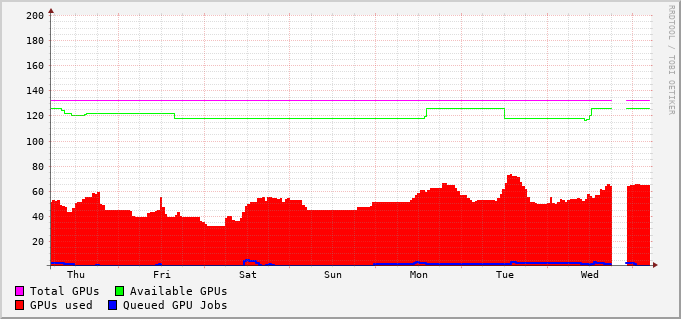 200
180
160
140
120
100
80
60
40
20
Thu Fri Sat Sun Mon Tue Wed
Total GPUs Available GPUs
GPUs used Queued GPU Jobs
RRDTOOL / TOBI OETIKER